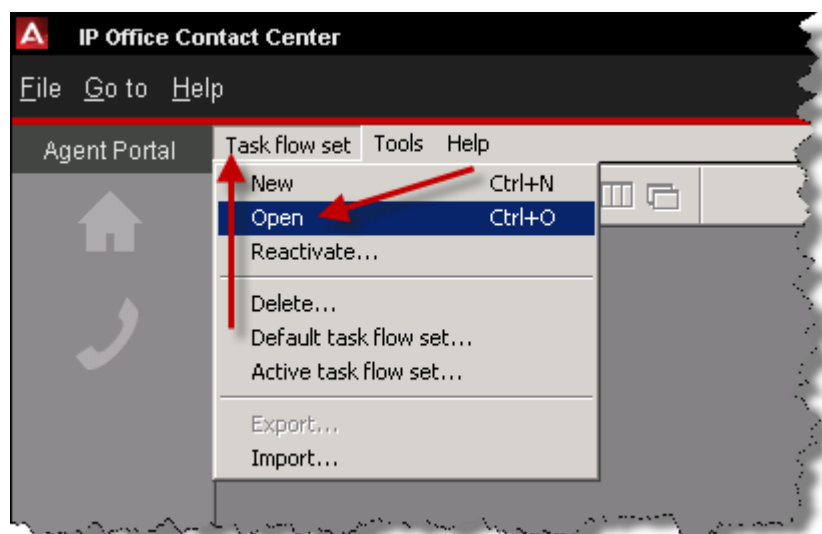 IP Office Contact Center
File Go to Help
Agent Portal
Task flow set Tools Help
New Ctrl+N
Open Ctrl+O
Reactivate...
Delete...
Default task flow set...
Active task flow set...
Export...
Import...